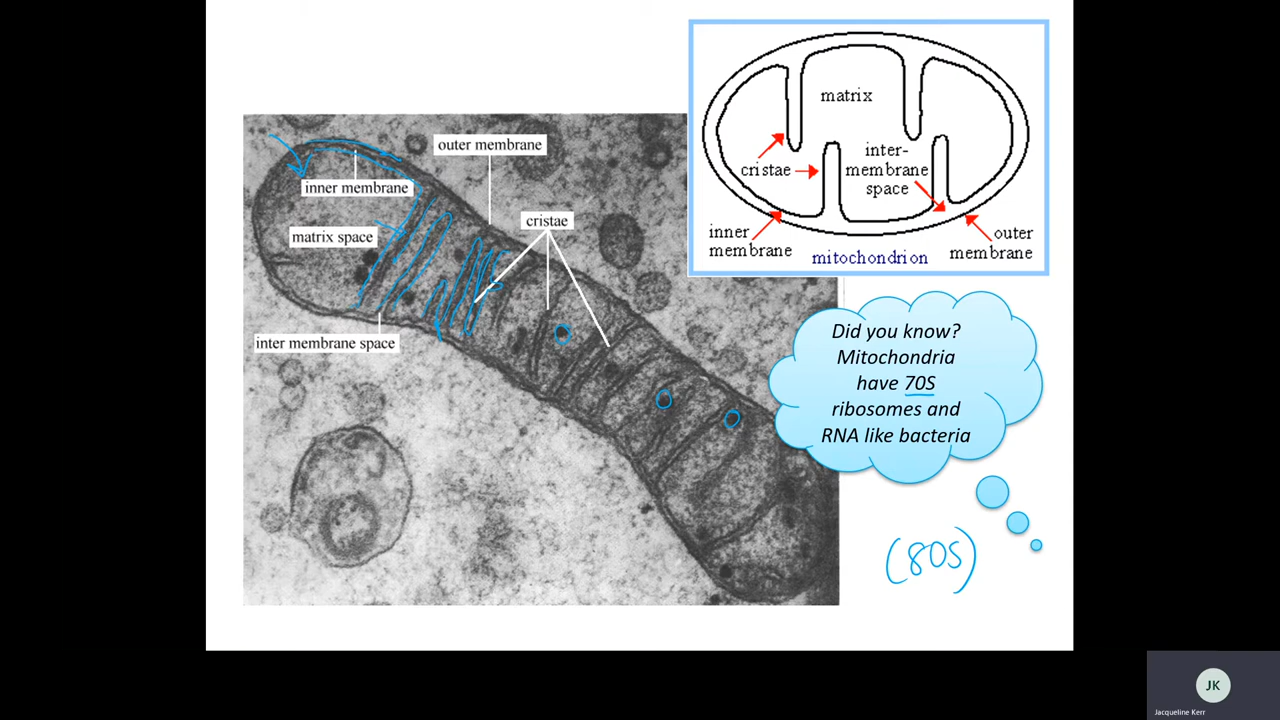 outer membrane
inner membrane
cristae
matrix space
inter membrane space
matrix
cristae
inter-
membrane
space
inner
membrane
outer
membrane
mitochondrion
Did you know?
Mitochondria
have 70S
ribosomes and
RNA like bacteria
(80S)
JK
Jacqueline Kerr